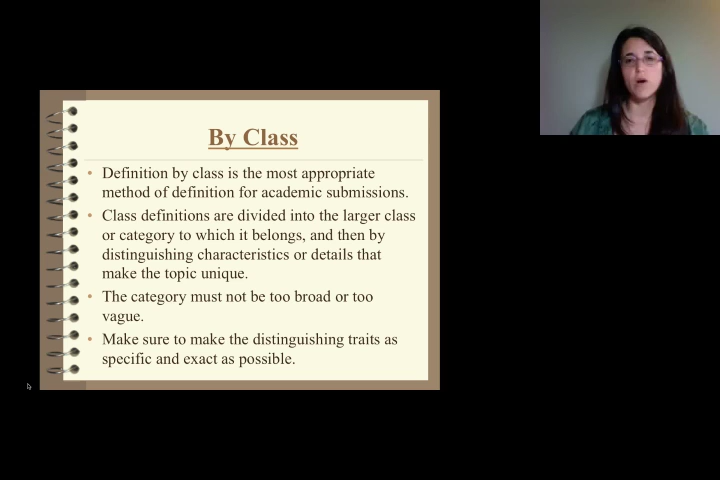 By Class
• Definition by class is the most appropriate
method of definition for academic submissions.
• Class definitions are divided into the larger class
or category to which it belongs, and then by
distinguishing characteristics or details that
make the topic unique.
• The category must not be too broad or too
vague.
• Make sure to make the distinguishing traits as
specific and exact as possible.